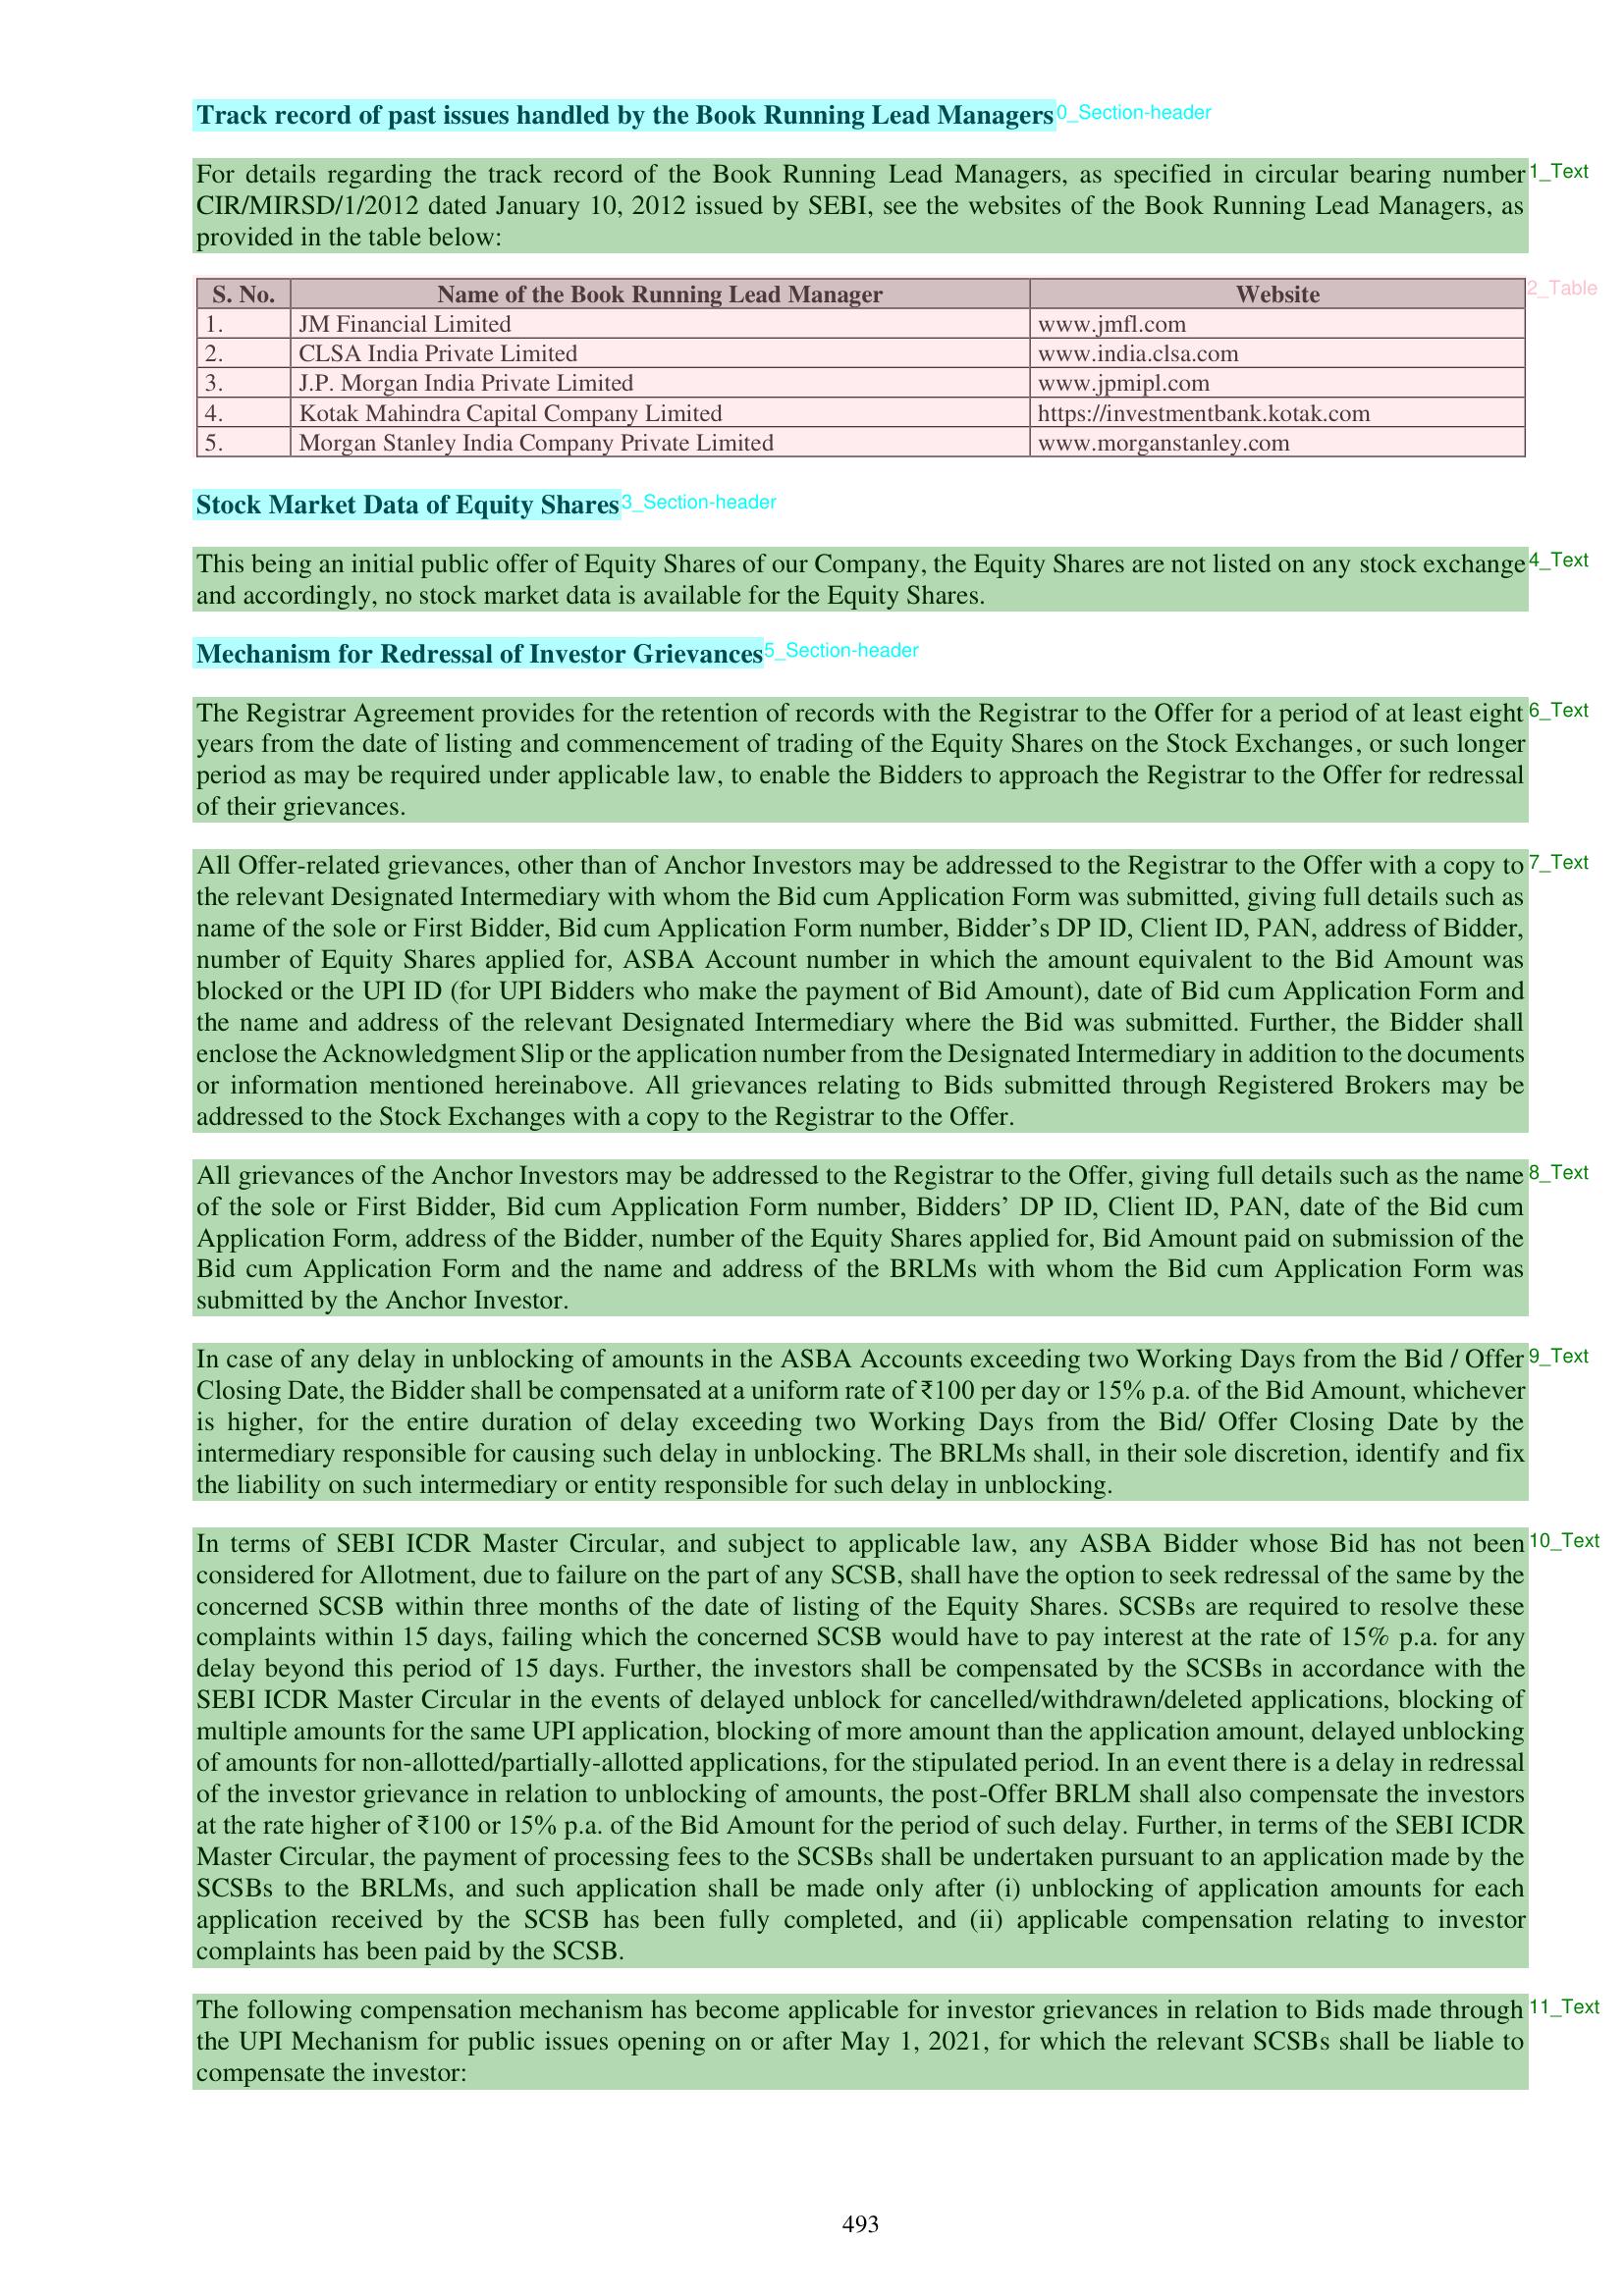 Track record of past issues handled by the Book Running Lead Managers 0_Section-header
For details regarding the track record of the Book Running Lead Managers, as specified in circular bearing number 1_Text
CIR/MIRSD/1/2012 dated January 10, 2012 issued by SEBI, see the websites of the Book Running Lead Managers, as
provided in the table below:
S. No. Name of the Book Running Lead Manager Website 2_Table
1. JM Financial Limited www.jmfl.com
2. CLSA India Private Limited www.india.clsa.com
3. J.P. Morgan India Private Limited www.jpmipl.com
4. Kotak Mahindra Capital Company Limited https://investmentbank.kotak.com
5. Morgan Stanley India Company Private Limited www.morganstanley.com
Stock Market Data of Equity Shares 3_Section-header
This being an initial public offer of Equity Shares of our Company, the Equity Shares are not listed on any stock exchange 4_Text
and accordingly, no stock market data is available for the Equity Shares.
Mechanism for Redressal of Investor Grievances 5_Section-header
The Registrar Agreement provides for the retention of records with the Registrar to the Offer for a period of at least eight 6_Text
years from the date of listing and commencement of trading of the Equity Shares on the Stock Exchanges, or such longer
period as may be required under applicable law, to enable the Bidders to approach the Registrar to the Offer for redressal
of their grievances.
All Offer-related grievances, other than of Anchor Investors may be addressed to the Registrar to the Offer with a copy to 7_Text
the relevant Designated Intermediary with whom the Bid cum Application Form was submitted, giving full details such as
name of the sole or First Bidder, Bid cum Application Form number, Bidder’s DP ID, Client ID, PAN, address of Bidder,
number of Equity Shares applied for, ASBA Account number in which the amount equivalent to the Bid Amount was
blocked or the UPI ID (for UPI Bidders who make the payment of Bid Amount), date of Bid cum Application Form and
the name and address of the relevant Designated Intermediary where the Bid was submitted. Further, the Bidder shall
enclose the Acknowledgment Slip or the application number from the Designated Intermediary in addition to the documents
or information mentioned hereinabove. All grievances relating to Bids submitted through Registered Brokers may be
addressed to the Stock Exchanges with a copy to the Registrar to the Offer.
All grievances of the Anchor Investors may be addressed to the Registrar to the Offer, giving full details such as the name 8_Text
of the sole or First Bidder, Bid cum Application Form number, Bidders’ DP ID, Client ID, PAN, date of the Bid cum
Application Form, address of the Bidder, number of the Equity Shares applied for, Bid Amount paid on submission of the
Bid cum Application Form and the name and address of the BRLMs with whom the Bid cum Application Form was
submitted by the Anchor Investor.
In case of any delay in unblocking of amounts in the ASBA Accounts exceeding two Working Days from the Bid / Offer 9_Text
Closing Date, the Bidder shall be compensated at a uniform rate of ₹100 per day or 15% p.a. of the Bid Amount, whichever
is higher, for the entire duration of delay exceeding two Working Days from the Bid/ Offer Closing Date by the
intermediary responsible for causing such delay in unblocking. The BRLMs shall, in their sole discretion, identify and fix
the liability on such intermediary or entity responsible for such delay in unblocking.
In terms of SEBI ICDR Master Circular, and subject to applicable law, any ASBA Bidder whose Bid has not been 10_Text
considered for Allotment, due to failure on the part of any SCSB, shall have the option to seek redressal of the same by the
concerned SCSB within three months of the date of listing of the Equity Shares. SCSBs are required to resolve these
complaints within 15 days, failing which the concerned SCSB would have to pay interest at the rate of 15% p.a. for any
delay beyond this period of 15 days. Further, the investors shall be compensated by the SCSBs in accordance with the
SEBI ICDR Master Circular in the events of delayed unblock for cancelled/withdrawn/deleted applications, blocking of
multiple amounts for the same UPI application, blocking of more amount than the application amount, delayed unblocking
of amounts for non-allotted/partially-allotted applications, for the stipulated period. In an event there is a delay in redressal
of the investor grievance in relation to unblocking of amounts, the post-Offer BRLM shall also compensate the investors
at the rate higher of ₹100 or 15% p.a. of the Bid Amount for the period of such delay. Further, in terms of the SEBI ICDR
Master Circular, the payment of processing fees to the SCSBs shall be undertaken pursuant to an application made by the
SCSBs to the BRLMs, and such application shall be made only after (i) unblocking of application amounts for each
application received by the SCSB has been fully completed, and (ii) applicable compensation relating to investor
complaints has been paid by the SCSB.
The following compensation mechanism has become applicable for investor grievances in relation to Bids made through 11_Text
the UPI Mechanism for public issues opening on or after May 1, 2021, for which the relevant SCSBs shall be liable to
compensate the investor:
493